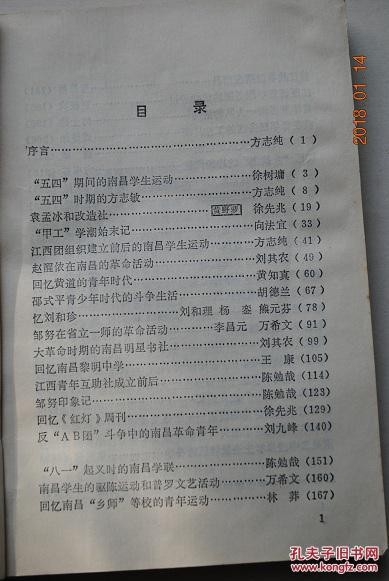 目 录
序言……方志纯（1）
“五四”期间的南昌学生运动……徐树墉（3）
“五四”时期的方志敏……方志纯（8）
袁孟冰和改造社……黄野萝 徐先兆（19）
“甲工”学潮始末记……向法宜（33）
江西团组织建立前后的南昌学生运动……方志纯（41）
赵醒侬在南昌的革命活动……刘其农（49）
回忆黄道的青年时代……黄知真（60）
邵式平青少年时代的斗争生活……胡德兰（67）
忆刘和珍……刘和理 杨 銮 熊元芬（78）
邹努在省立一师的革命活动……李昌元 万希文（91）
大革命时期的南昌明星书社……刘其农（99）
回忆南昌黎明中学……王 康（105）
江西青年互助社成立前后……陈勉哉（114）
邹努印象记……陈勉哉（123）
回忆《红灯》周刊……徐先兆（129）
反“AB团”斗争中的南昌革命青年……刘九峰（140）
“八一”起义时的南昌学联……陈勉哉（151）
南昌学生的驱陈运动和普罗文艺活动……万希文（160）
回忆南昌“乡师”等校的青年运动……林 莽（167）
1
2018 01 14
孔夫子旧书网
www.kongfz.com